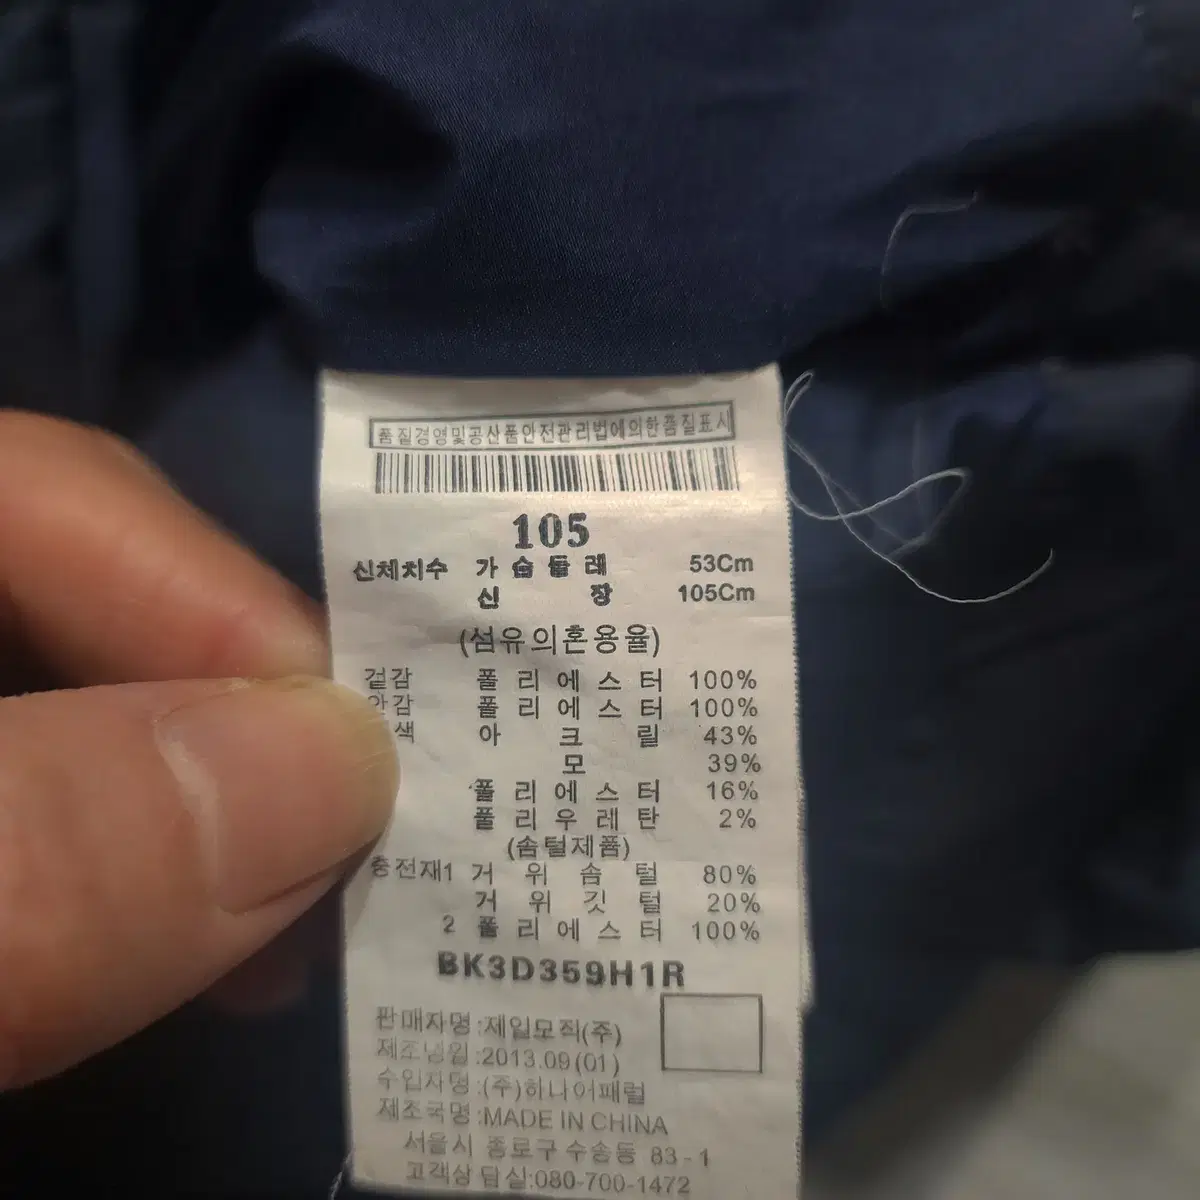 품질경영및공산품안전관리법에의한품질표시
105
신체치수 가슴둘레 53Cm
신장 105Cm
(섬유의혼용율)
겉감 폴리에스터 100%
안감 폴리에스터 100%
색 아크릴 43%
모 39%
폴리에스터 16%
폴리우레탄 2%
(솜털제품)
충전재1 거위솜털 80%
거위깃털 20%
2 폴리에스터 100%
BK3D359H1R
판매자명:제일모직(주)
제조년월:2013.09(01)
수입자명:(주)하나어패럴
제조국명:MADE IN CHINA
서울시 종로구 수송동 83-1
고객상담실:080-700-1472